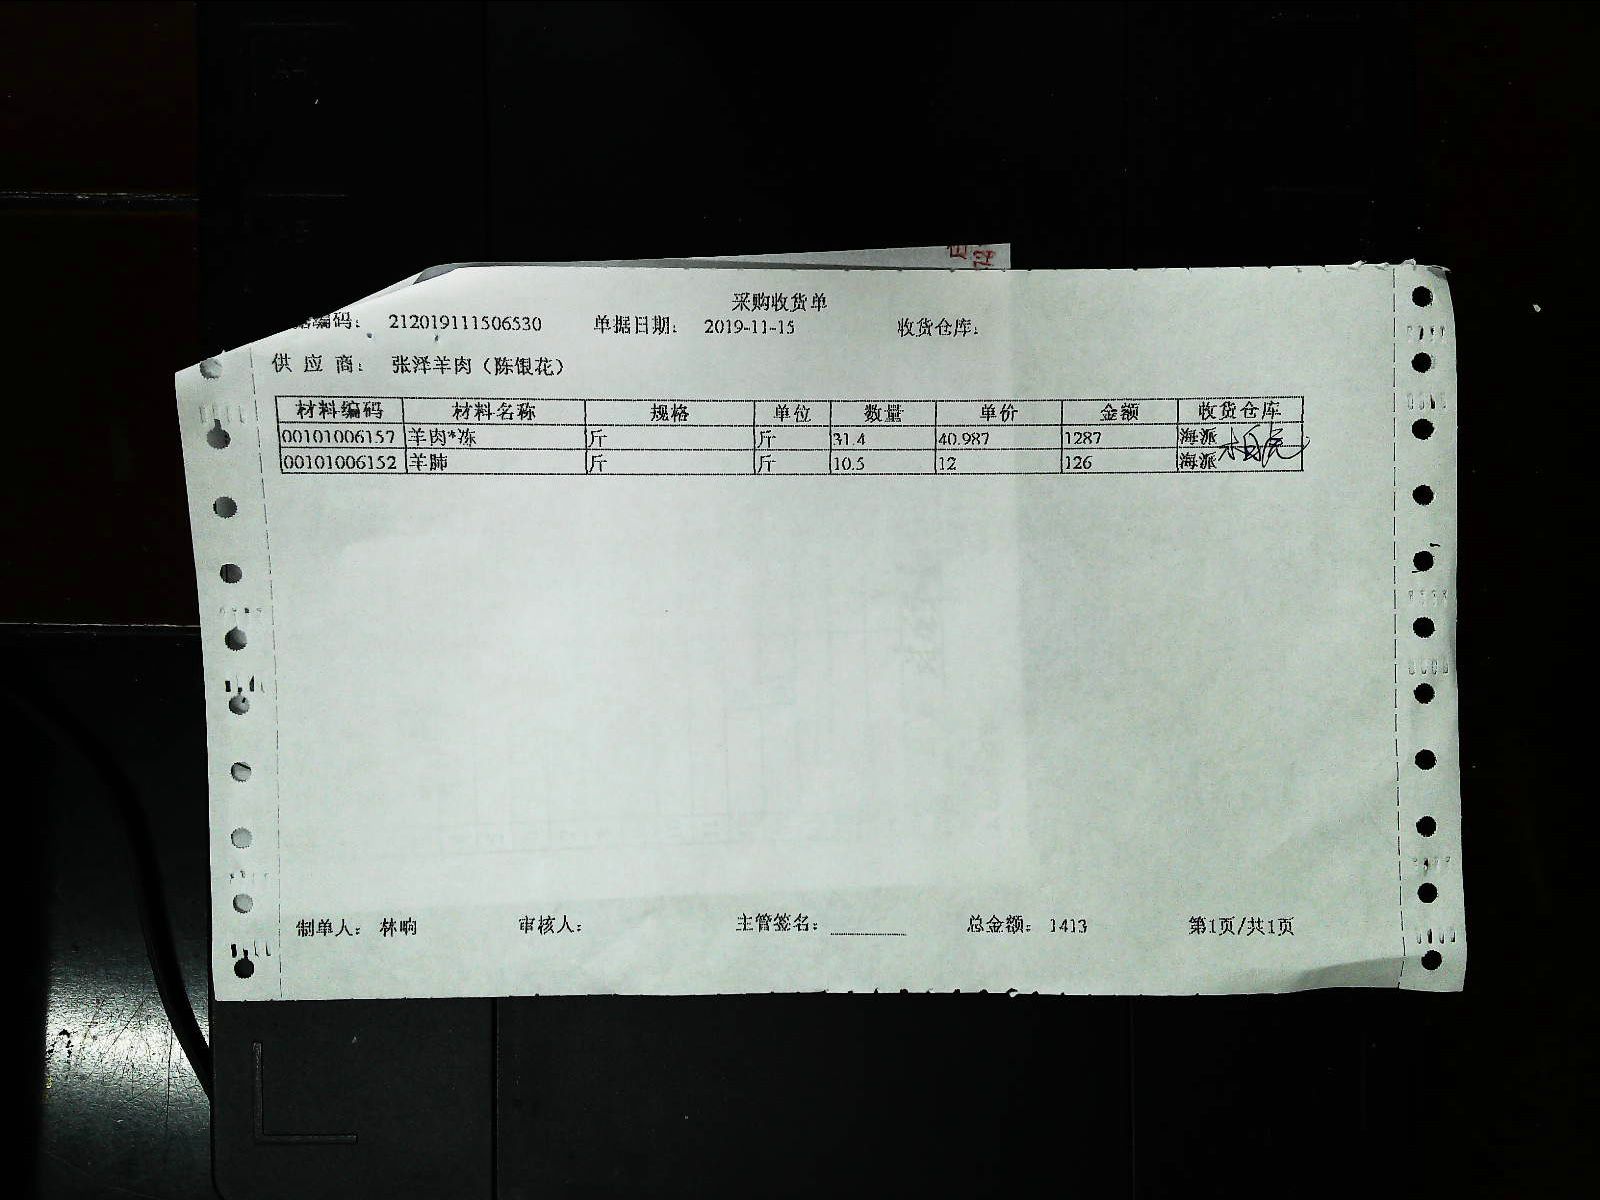 采购收货单
据编码： 212019111506530 单据日期： 2019-11-15 收货仓库：
供 应 商： 张泽羊肉（陈银花）
材料编码 材料名称 规格 单位 数量 单价 金额 收货仓库
00101006157 羊肉*冻 斤 斤 31.4 40.987 1287 海派
00101006152 羊肺 斤 斤 10.5 12 126 海派
制单人： 林响 审核人： 主管签名： 总金额： 1413 第1页/共1页